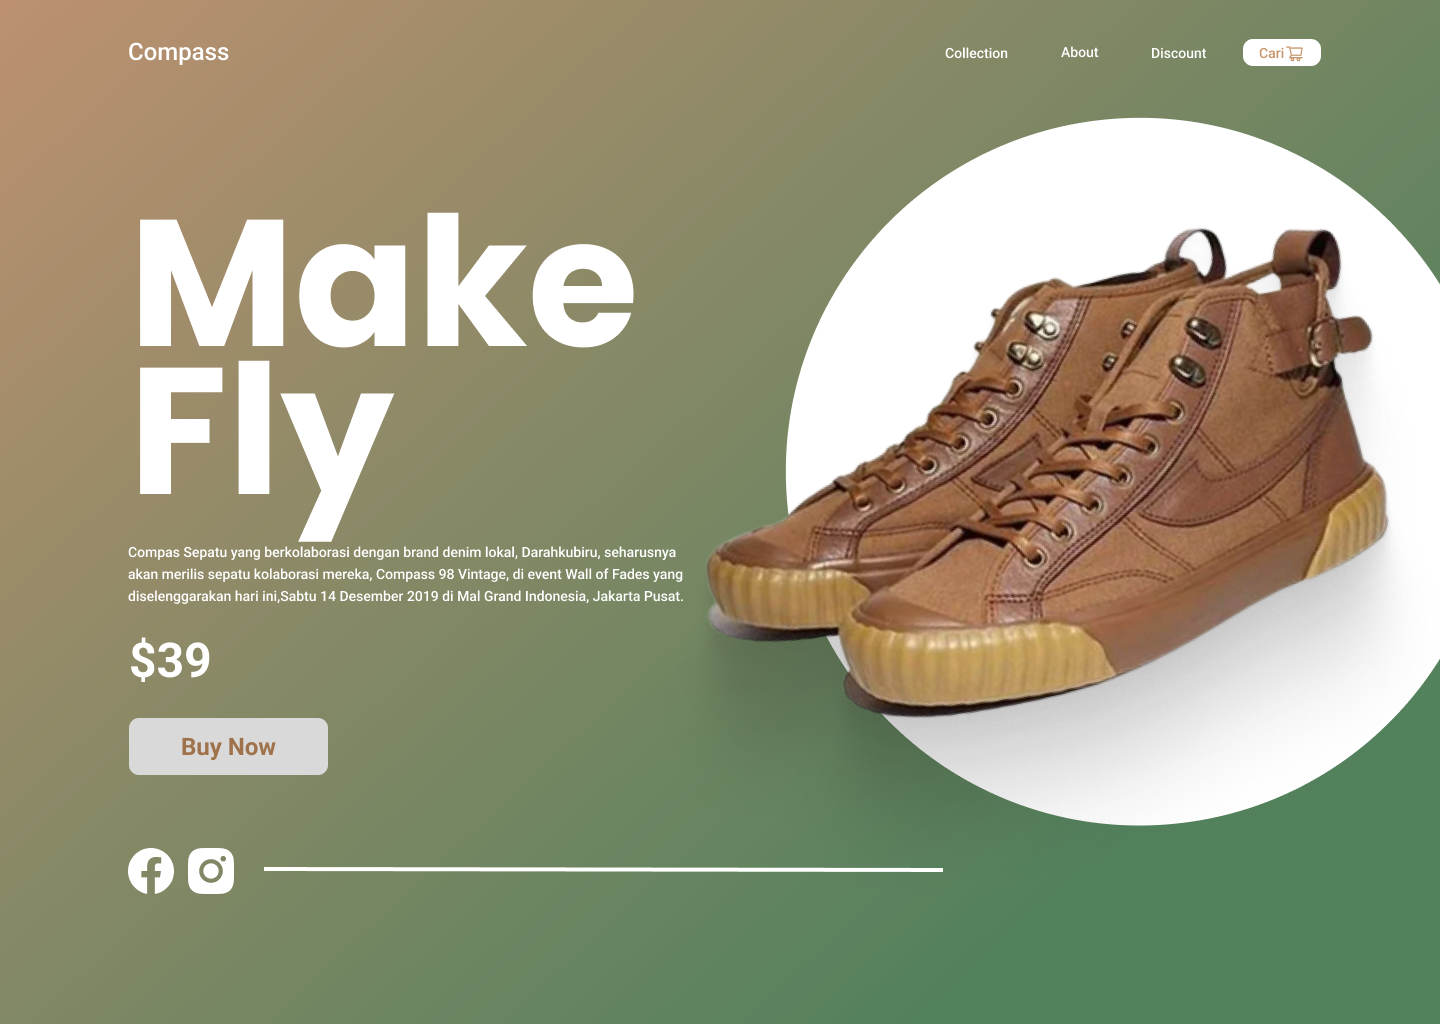 Compass
Collection
About
Discount
Cari
Make
Fly
Compas Sepatu yang berkolaborasi dengan brand denim lokal, Darahkubiru, seharusnya
akan merilis sepatu kolaborasi mereka, Compass 98 Vintage, di event Wall of Fades yang
diselenggarakan hari ini,Sabtu 14 Desember 2019 di Mal Grand Indonesia, Jakarta Pusat.
$39
Buy Now